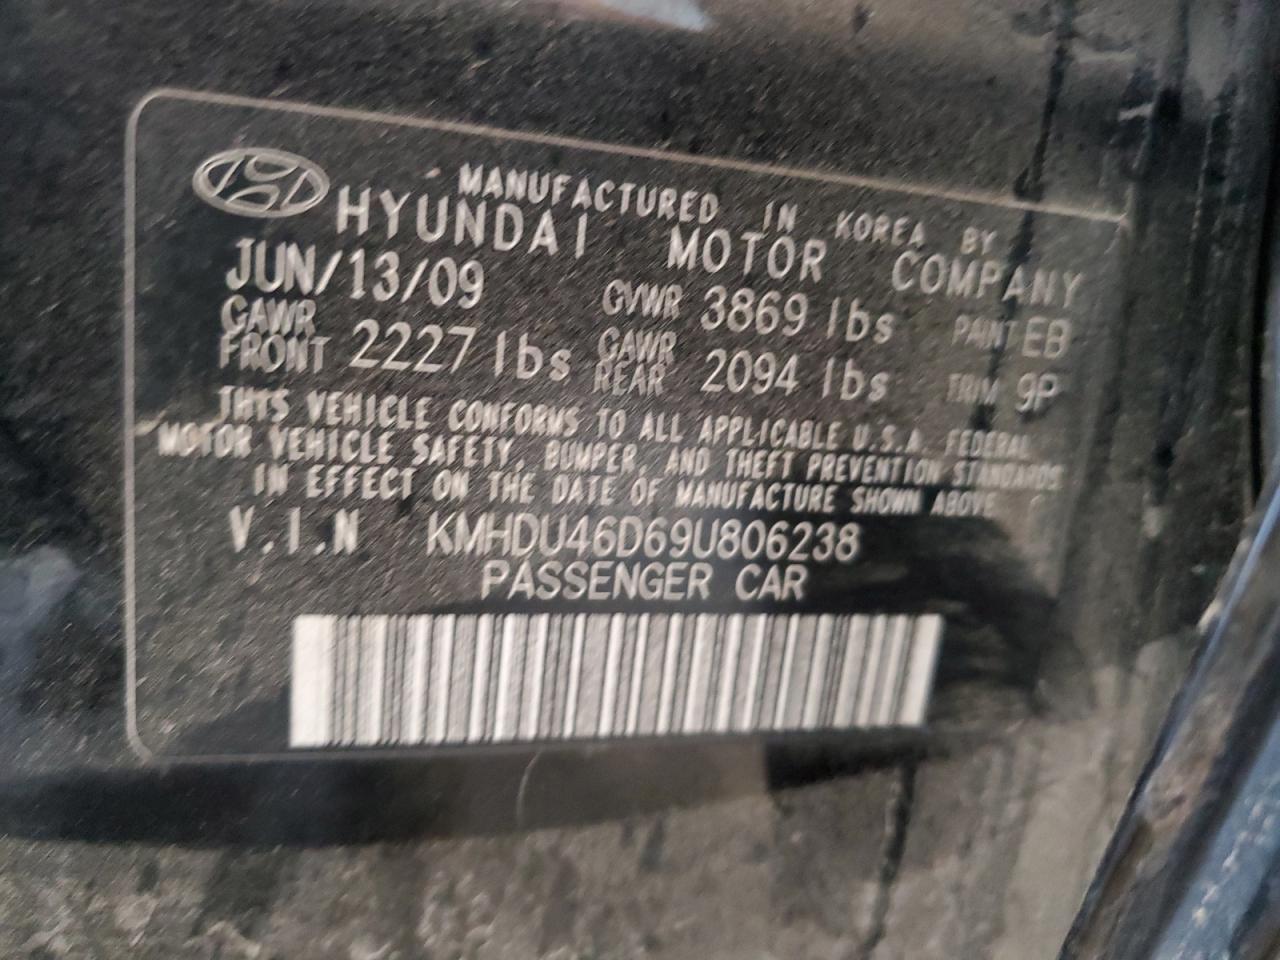 MANUFACTURED IN KOREA BY
HYUNDAI MOTOR COMPANY
JUN/13/09 GVWR 3869 lbs PAINT EB
GAWR FRONT 2227 lbs GAWR REAR 2094 lbs TRIM 9P
THIS VEHICLE CONFORMS TO ALL APPLICABLE U.S.A. FEDERAL
MOTOR VEHICLE SAFETY, BUMPER, AND THEFT PREVENTION STANDARDS
IN EFFECT ON THE DATE OF MANUFACTURE SHOWN ABOVE
V.I.N KMHDU46D69U806238
PASSENGER CAR